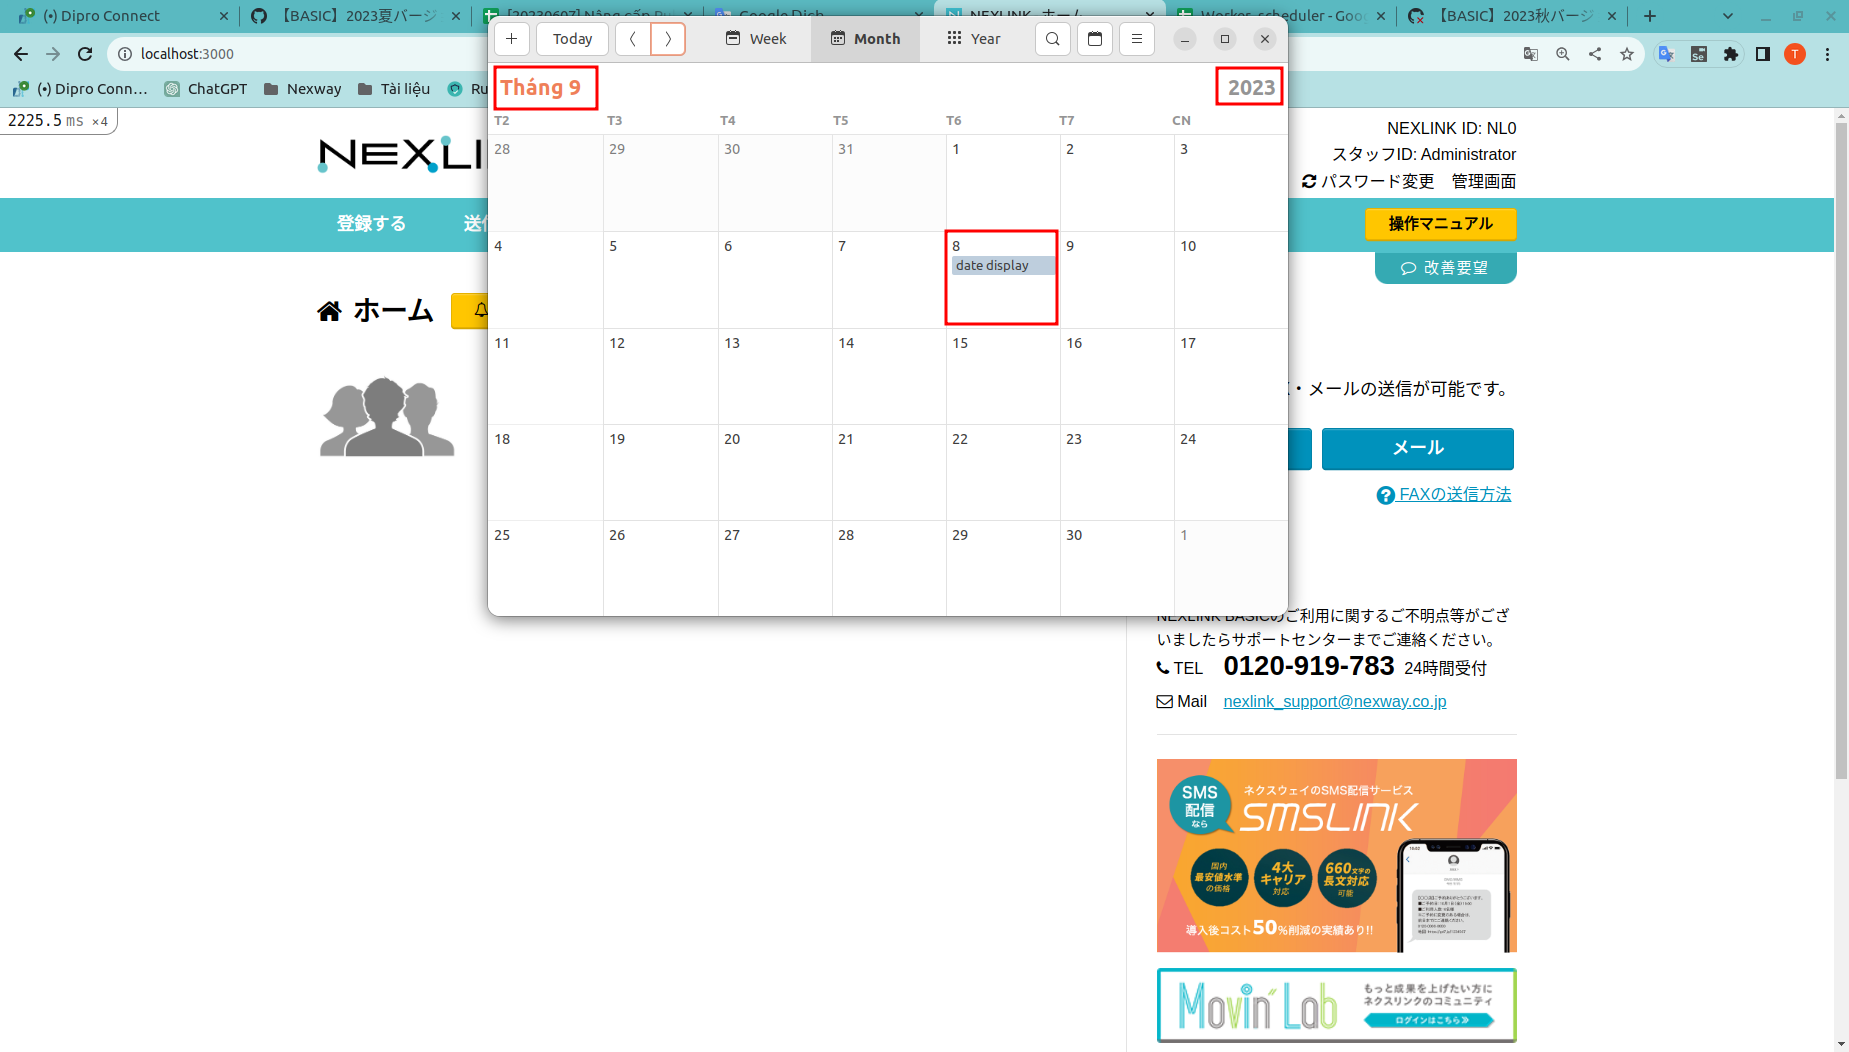 (•) Dipro Connect
【BASIC】2023夏バージ
[20230607] Nâng cấp Ru
Google Dịch
NEXLINK - ホーム
Worker, scheduler - Goo
【BASIC】2023秋バージ
localhost:3000
(•) Dipro Conn…
ChatGPT
Nexway
Tài liệu
Ru
2225.5 ms ×4
Today
Week
Month
Year
Tháng 9
2023
T2 T3 T4 T5 T6 T7 CN
28 29 30 31 1 2 3
4 5 6 7 8 9 10
date display
11 12 13 14 15 16 17
18 19 20 21 22 23 24
25 26 27 28 29 30 1
NEXLI
NEXLINK ID: NL0
スタッフID: Administrator
パスワード変更 管理画面
登録する 送信
操作マニュアル
改善要望
ホーム
・メールの送信が可能です。
メール
FAXの送信方法
NEXLINK BASICのご利用に関するご不明点等がござ
いましたらサポートセンターまでご連絡ください。
TEL 0120-919-783 24時間受付
Mail nexlink_support@nexway.co.jp
SMS
配信
なら
ネクスウェイのSMS配信サービス
SMSLINK
国内
最安値水準
の価格
4大
キャリア
対応
660文字の
長文対応
可能
導入後コスト50%削減の実績あり!!
Movin' Lab
もっと成果を上げたい方に
ネクスリンクのコミュニティ
ログインはこちら